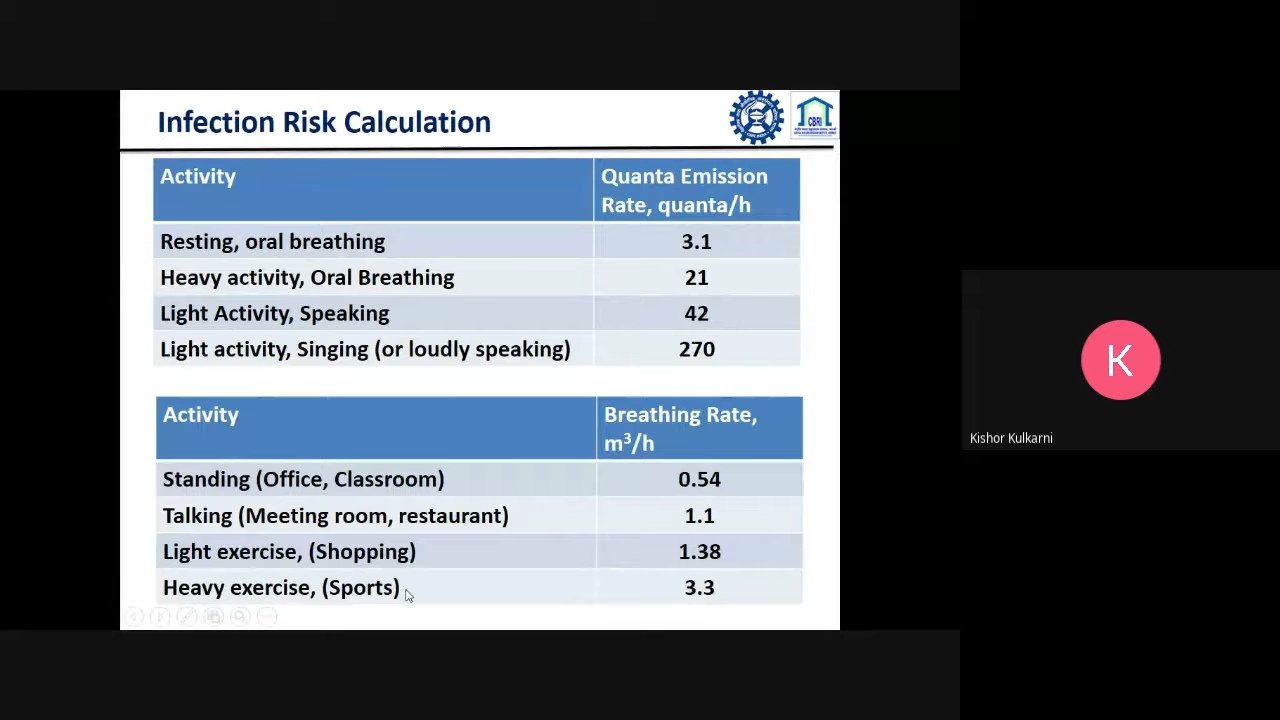 Infection Risk Calculation
CBRI
Activity
Quanta Emission
Rate, quanta/h
Resting, oral breathing 3.1
Heavy activity, Oral Breathing 21
Light Activity, Speaking 42
Light activity, Singing (or loudly speaking) 270
Activity
Breathing Rate,
m³/h
Standing (Office, Classroom) 0.54
Talking (Meeting room, restaurant) 1.1
Light exercise, (Shopping) 1.38
Heavy exercise, (Sports) 3.3
K
Kishor Kulkarni